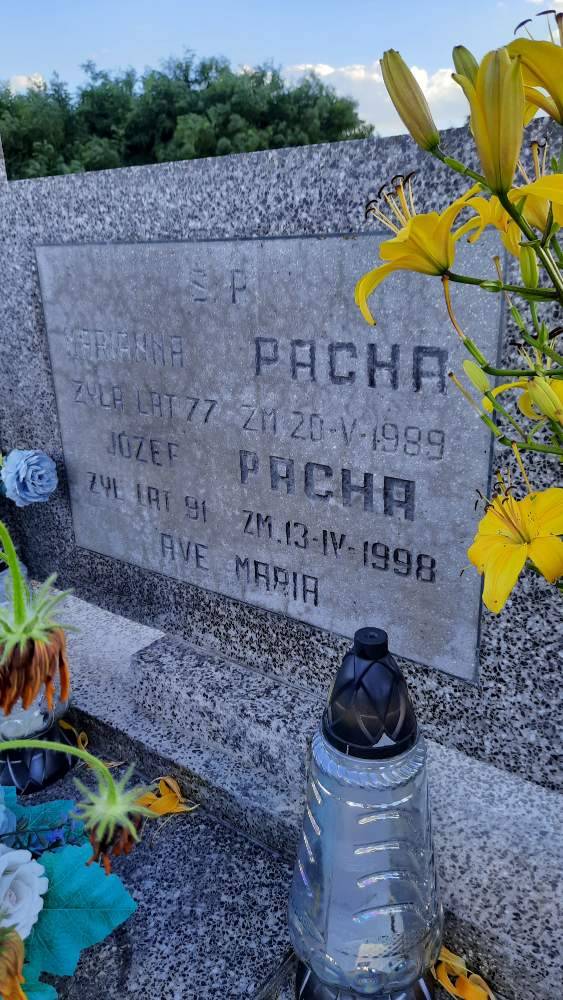 Ś. P.
MARIANNA PACHA
ŻYŁA LAT 77 ZM 20-V-1989
JÓZEF PACHA
ŻYŁ LAT 91 ZM. 13-IV-1998
AVE MARIA